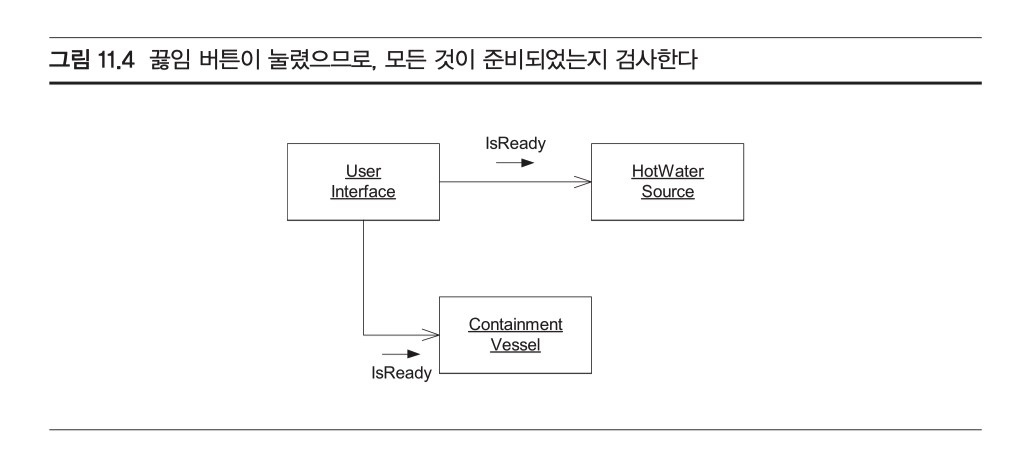 그림 11.4 끓임 버튼이 눌렸으므로, 모든 것이 준비되었는지 검사한다
IsReady
User
Interface
HotWater
Source
Containment
Vessel
IsReady